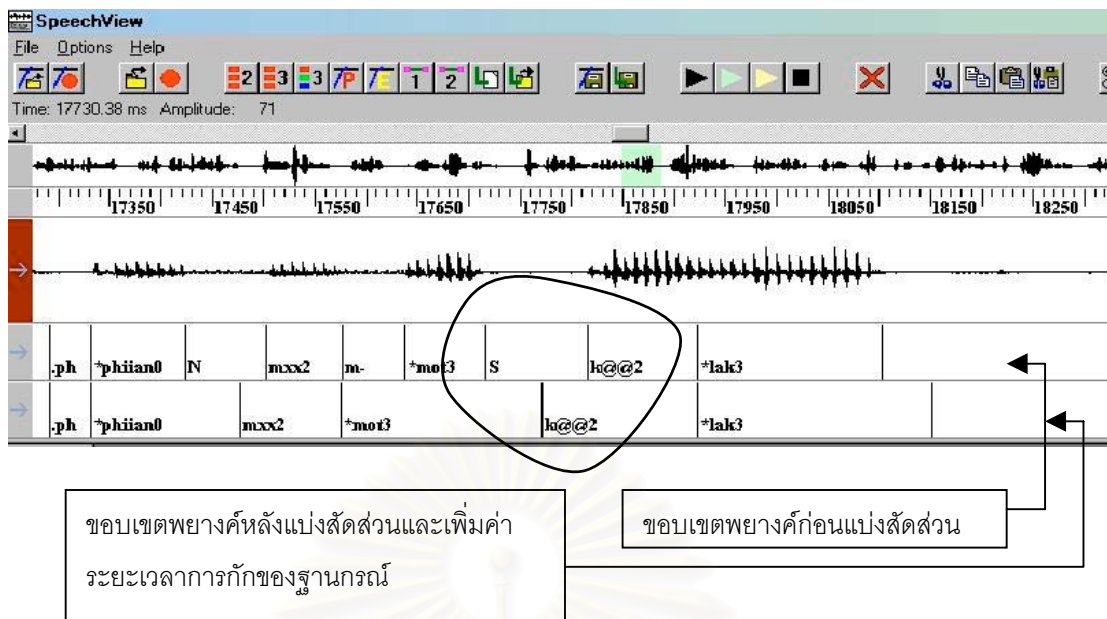 SpeechView
File Options Help
2 3 3 P E 1 2
Time: 17730.38 ms Amplitude: 71
17350 17450 17550 17650 17750 17850 17950 18050 18150 18250
.ph *phiian0 N mxx2 m- *mot3 S k@@2 *lak3
.ph *phiian0 mxx2 *mot3 k@@2 *lak3
ขอบเขตพยางค์หลังแบ่งสัดส่วนและเพิ่มค่า
ระยะเวลาการกักของฐานกรณ์
ขอบเขตพยางค์ก่อนแบ่งสัดส่วน